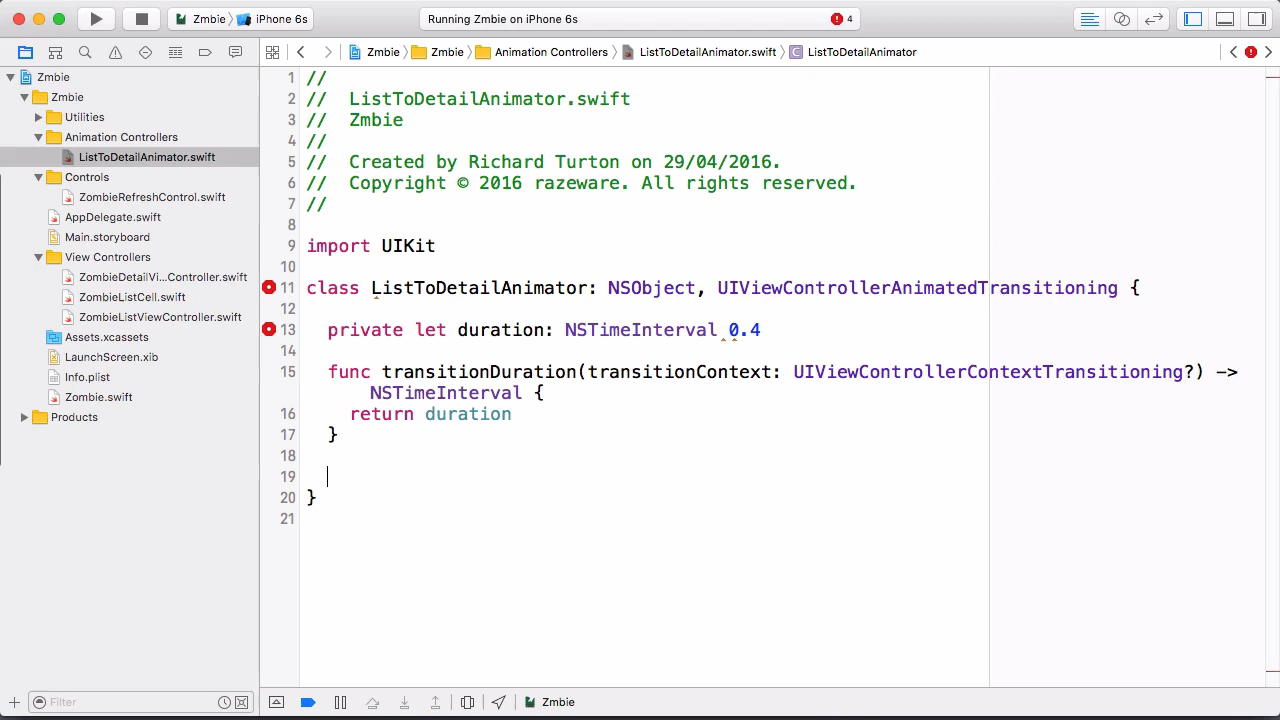 Zmbie
iPhone 6s
Running Zmbie on iPhone 6s
4
Zmbie
Zmbie
Animation Controllers
ListToDetailAnimator.swift
C
ListToDetailAnimator
Zmbie
Zmbie
Utilities
Animation Controllers
ListToDetailAnimator.swift
Controls
ZombieRefreshControl.swift
AppDelegate.swift
Main.storyboard
View Controllers
ZombieDetailVi...Controller.swift
ZombieListCell.swift
ZombieListViewController.swift
Assets.xcassets
LaunchScreen.xib
Info.plist
Zombie.swift
Products
Filter
1 //
2 //  ListToDetailAnimator.swift
3 //  Zmbie
4 //
5 //  Created by Richard Turton on 29/04/2016.
6 //  Copyright © 2016 razeware. All rights reserved.
7 //
8
9 import UIKit
10
11 class ListToDetailAnimator: NSObject, UIViewControllerAnimatedTransitioning {
12
13   private let duration: NSTimeInterval 0.4
14
15   func transitionDuration(transitionContext: UIViewControllerContextTransitioning?) ->
NSTimeInterval {
16     return duration
17   }
18
19
20 }
21
Zmbie